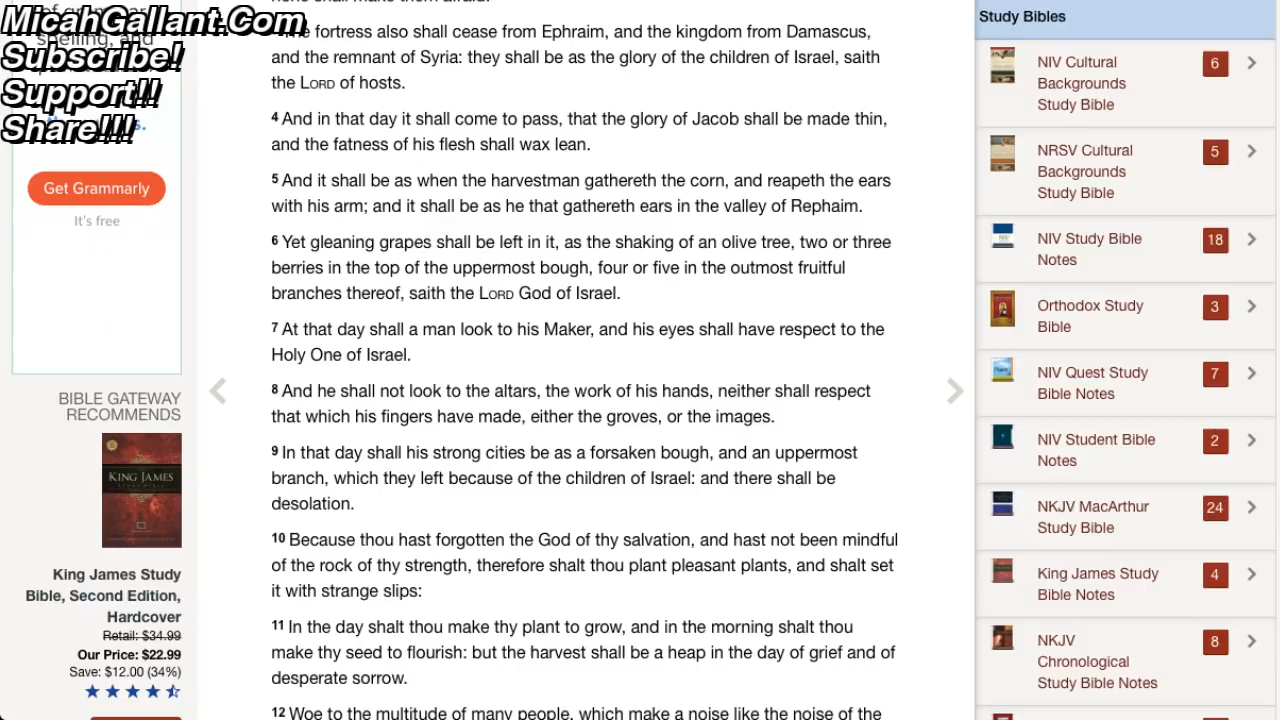 of grammar,
MicahGallant.Com
spelling, and
Subscribe!
Support!!
Share!!!
Get Grammarly
It's free
BIBLE GATEWAY
RECOMMENDS
KING JAMES
King James Study
Bible, Second Edition,
Hardcover
Retail: $34.99
Our Price: $22.99
Save: $12.00 (34%)
none shall make them afraid.
fortress also shall cease from Ephraim, and the kingdom from Damascus,
and the remnant of Syria: they shall be as the glory of the children of Israel, saith
the LORD of hosts.
4 And in that day it shall come to pass, that the glory of Jacob shall be made thin,
and the fatness of his flesh shall wax lean.
5 And it shall be as when the harvestman gathereth the corn, and reapeth the ears
with his arm; and it shall be as he that gathereth ears in the valley of Rephaim.
6 Yet gleaning grapes shall be left in it, as the shaking of an olive tree, two or three
berries in the top of the uppermost bough, four or five in the outmost fruitful
branches thereof, saith the LORD God of Israel.
7 At that day shall a man look to his Maker, and his eyes shall have respect to the
Holy One of Israel.
8 And he shall not look to the altars, the work of his hands, neither shall respect
that which his fingers have made, either the groves, or the images.
9 In that day shall his strong cities be as a forsaken bough, and an uppermost
branch, which they left because of the children of Israel: and there shall be
desolation.
10 Because thou hast forgotten the God of thy salvation, and hast not been mindful
of the rock of thy strength, therefore shalt thou plant pleasant plants, and shalt set
it with strange slips:
11 In the day shalt thou make thy plant to grow, and in the morning shalt thou
make thy seed to flourish: but the harvest shall be a heap in the day of grief and of
desperate sorrow.
12 Woe to the multitude of many people, which make a noise like the noise of the
Study Bibles
NIV Cultural 6
Backgrounds
Study Bible
NRSV Cultural 5
Backgrounds
Study Bible
NIV Study Bible 18
Notes
Orthodox Study 3
Bible
NIV Quest Study 7
Bible Notes
NIV Student Bible 2
Notes
NKJV MacArthur 24
Study Bible
King James Study 4
Bible Notes
NKJV 8
Chronological
Study Bible Notes